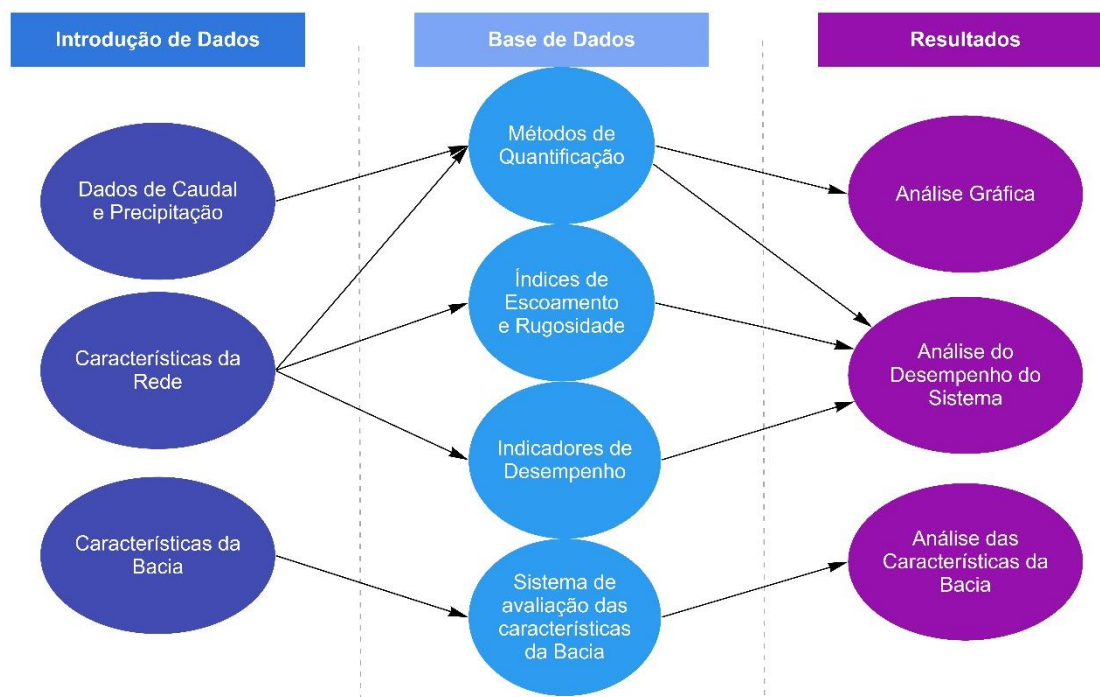 Introdução de Dados
Base de Dados
Resultados
Dados de Caudal
e Precipitação
Características da
Rede
Características da
Bacia
Métodos de
Quantificação
Índices de
Escoamento
e Rugosidade
Indicadores de
Desempenho
Sistema de
avaliação das
características
da Bacia
Análise Gráfica
Análise do
Desempenho do
Sistema
Análise das
Características da
Bacia